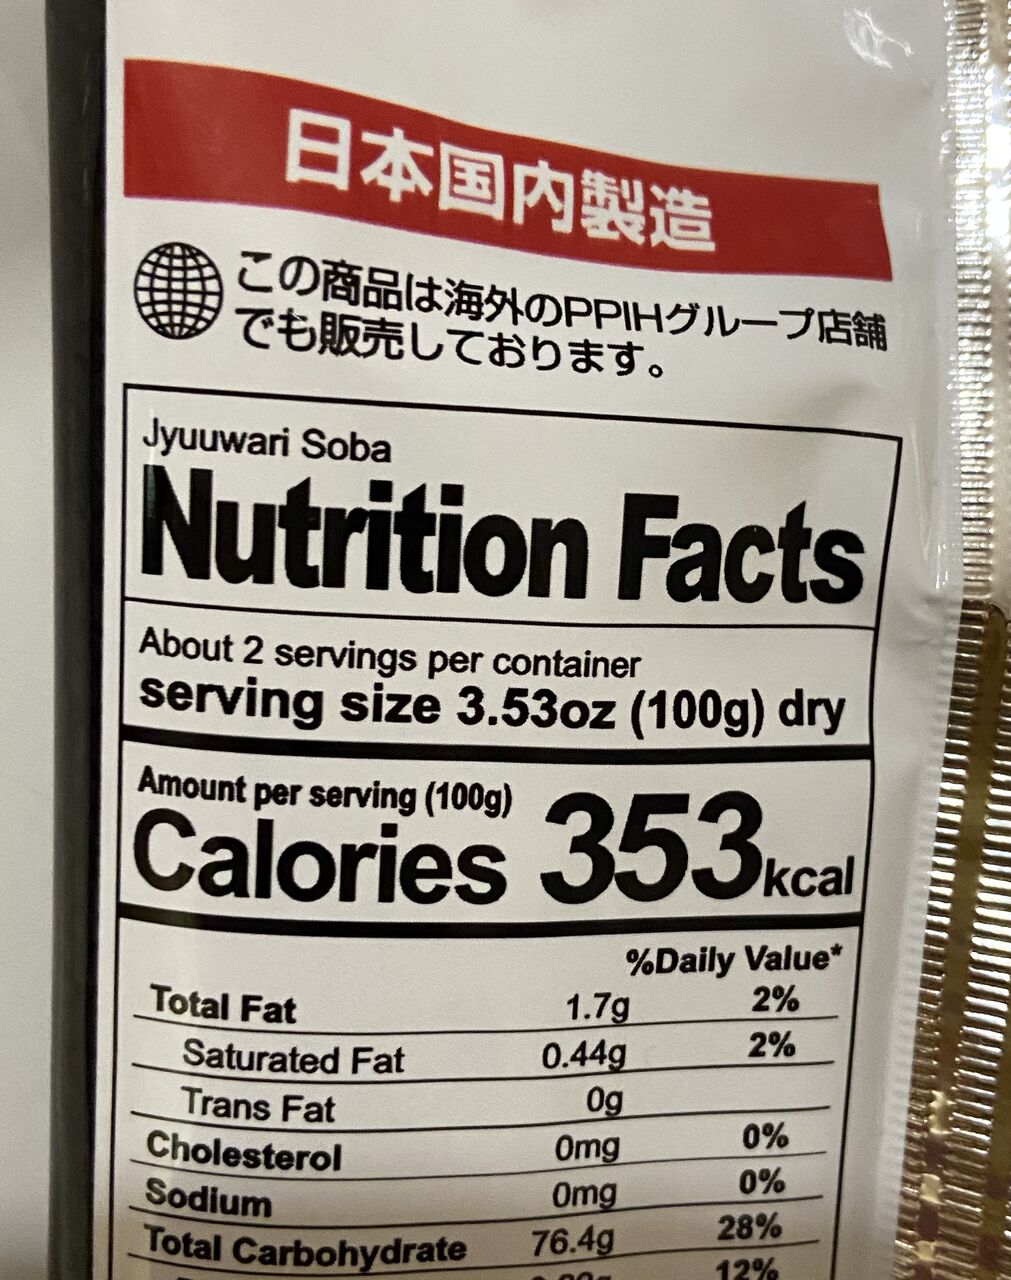 日本国内製造
この商品は海外のPPIHグループ店舗
でも販売しております。
Jyuuwari Soba
Nutrition Facts
About 2 servings per container
serving size 3.53oz (100g) dry
Amount per serving (100g)
Calories 353kcal
%Daily Value*
Total Fat 1.7g 2%
Saturated Fat 0.44g 2%
Trans Fat 0g
Cholesterol 0mg 0%
Sodium 0mg 0%
Total Carbohydrate 76.4g 28%
12%